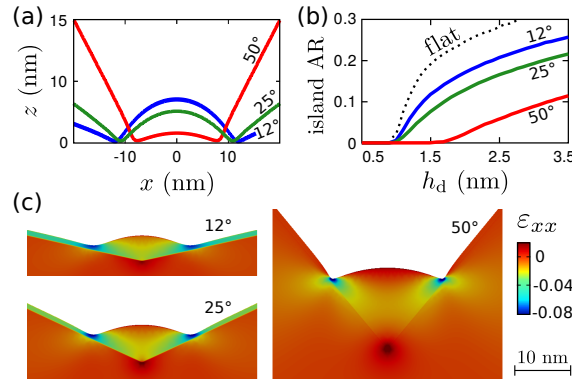 (a)
z (nm)
15
10
5
0
50°
25°
12°
-10 0 10
x (nm)
(b)
island AR
0.3
0.2
0.1
0
flat
12°
25°
50°
0.5 1.5 2.5 3.5
h_d (nm)
(c)
12°
25°
50°
ε_xx
0
-0.04
-0.08
10 nm